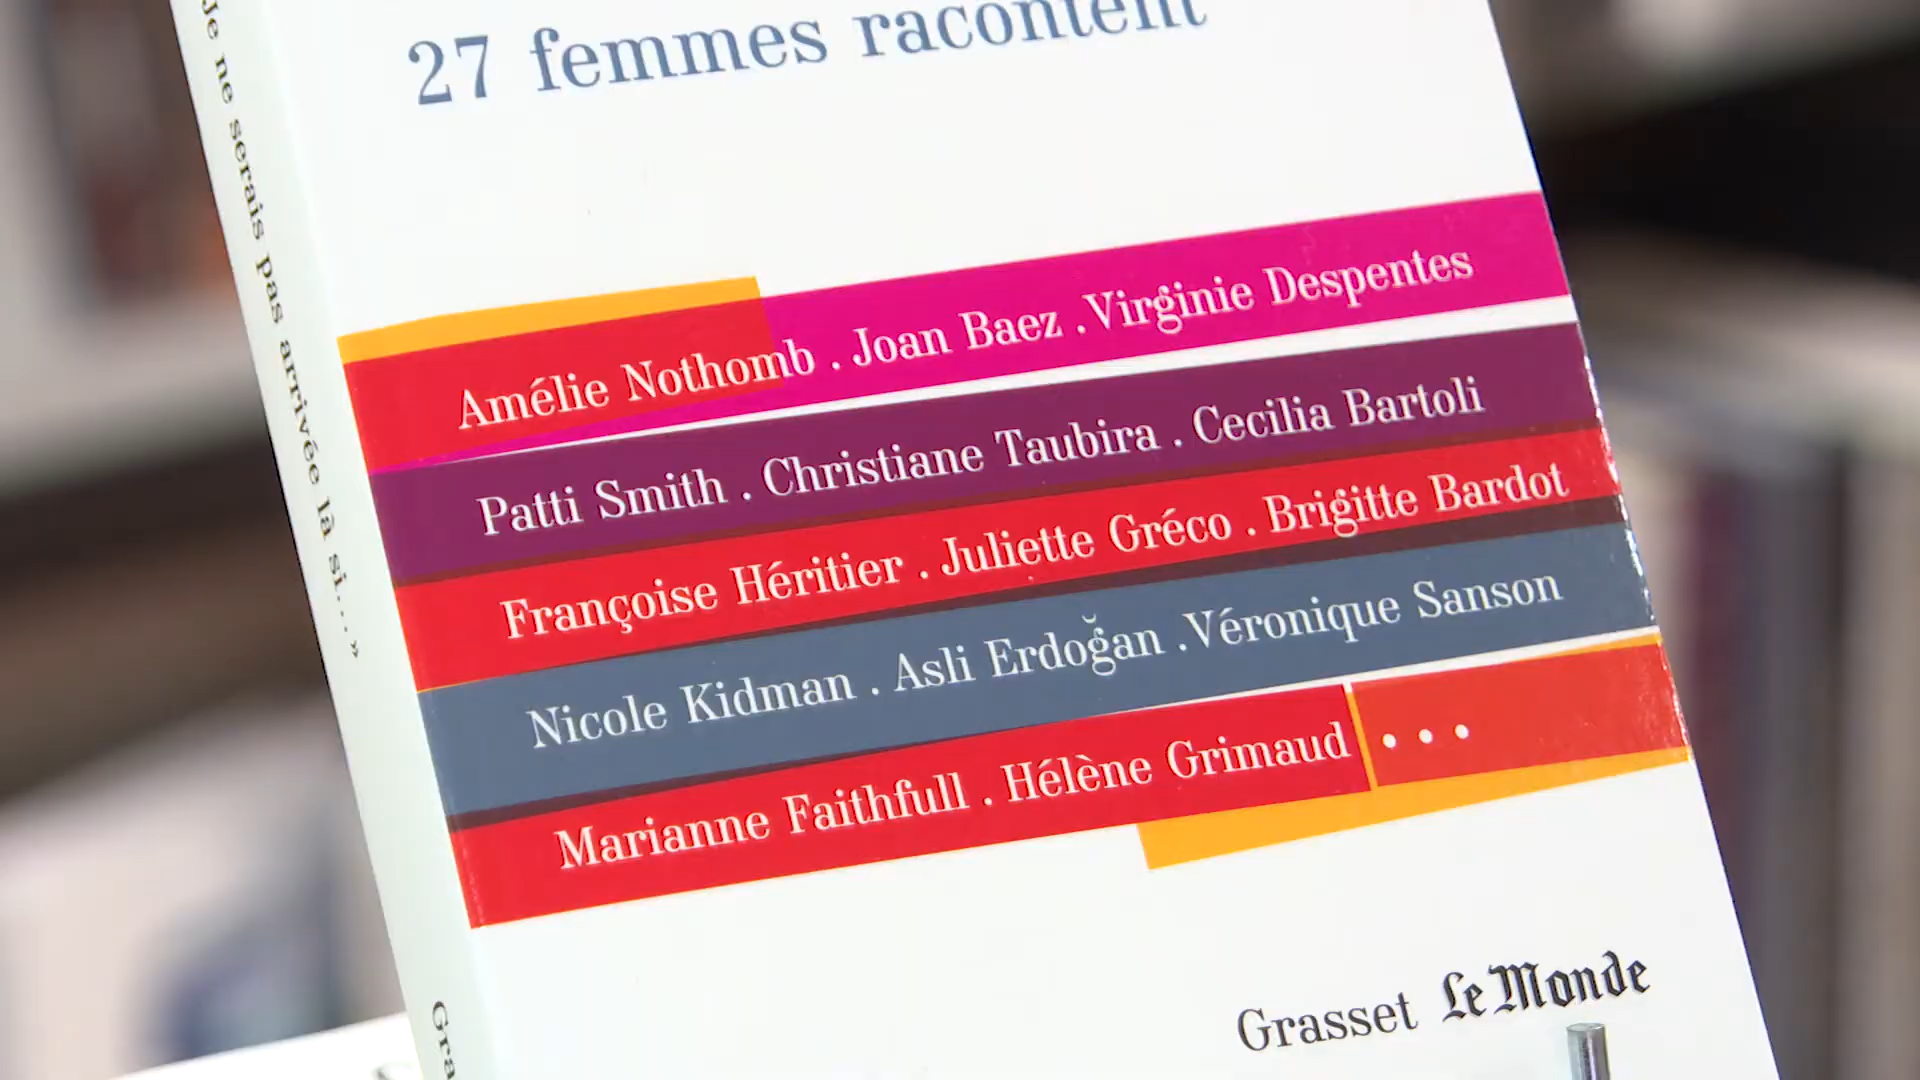 27 femmes racontent
Amélie Nothomb . Joan Baez . Virginie Despentes
Patti Smith . Christiane Taubira . Cecilia Bartoli
Françoise Héritier . Juliette Gréco . Brigitte Bardot
Nicole Kidman . Asli Erdoğan . Véronique Sanson
Marianne Faithfull . Hélène Grimaud ...
Grasset Le Monde
Je ne serais pas arrivée là si... »
Gra